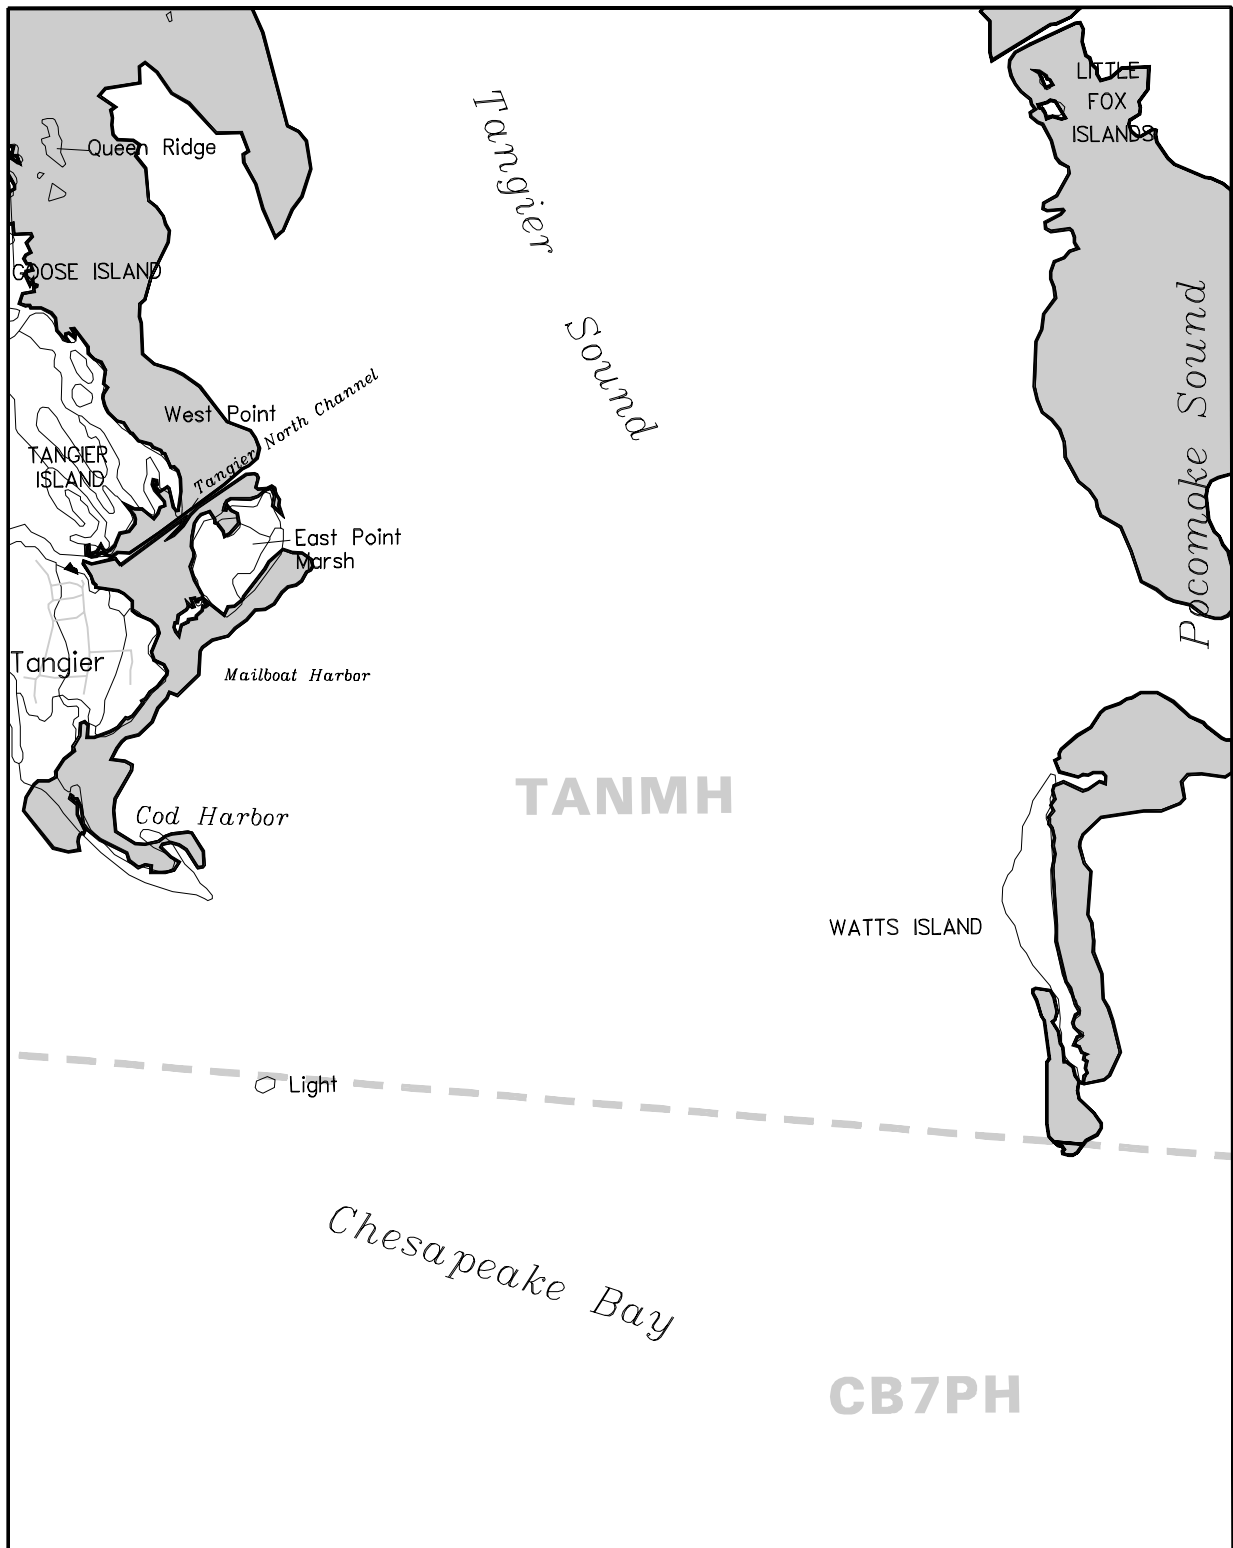 LITTLE
FOX
ISLANDS
Tangier
Sound
Queen Ridge
GOOSE ISLAND
Pocomoke Sound
Tangier North Channel
West Point
TANGIER
ISLAND
East Point
Marsh
Tangier
Mailboat Harbor
TANMH
Cod Harbor
WATTS ISLAND
Light
Chesapeake Bay
CB7PH